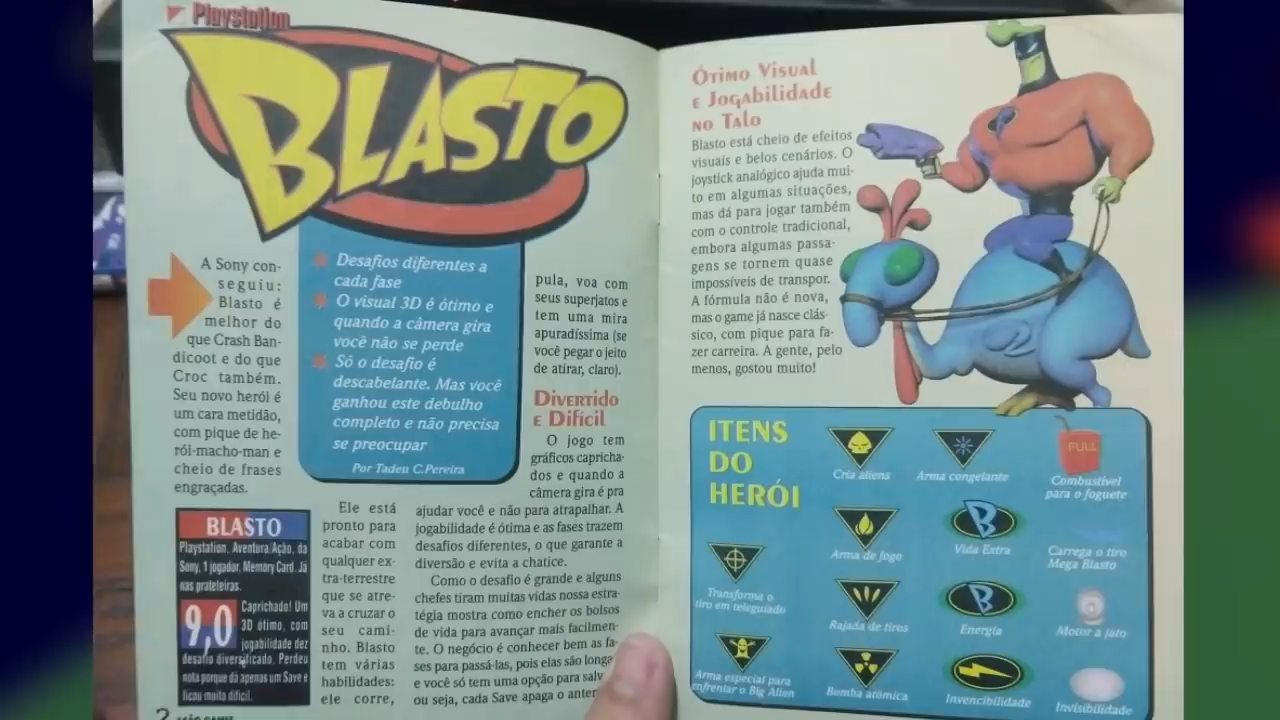 Playstation
BLASTO
A Sony con-
seguiu:
Blasto é
melhor do
que Crash Ban-
dicoot e do que
Croc também.
Seu novo herói é
um cara metidão,
com pique de he-
rói-macho-man e
cheio de frases
engraçadas.
Desafios diferentes a
cada fase
O visual 3D é ótimo e
quando a câmera gira
você não se perde
Só o desafio é
descabelante. Mas você
ganhou este debulho
completo e não precisa
se preocupar
Por Tadeu C.Pereira
BLASTO
Playstation, Aventura/Ação, da
Sony, 1 jogador, Memory Card. Já
nas prateleiras.
9,0
Caprichado! Um
3D ótimo, com
jogabilidade dez
desafio diversificado. Perdeu
nota porque dá apenas um Save e
ficou muito difícil.
Ele está
pronto para
acabar com
qualquer ex-
tra-terrestre
que se atre-
va a cruzar o
seu cami-
nho. Blasto
tem várias
habilidades:
ele corre,
pula, voa com
seus superjatos e
tem uma mira
apuradíssima (se
você pegar o jeito
de atirar, claro).
Divertido
e Difícil
O jogo tem
gráficos capricha-
dos e quando a
câmera gira é pra
ajudar você e não para atrapalhar. A
jogabilidade é ótima e as fases trazem
desafios diferentes, o que garante a
diversão e evita a chatice.
Como o desafio é grande e alguns
chefes tiram muitas vidas nossa estra-
tégia mostra como encher os bolsos
de vida para avançar mais facilmen-
te. O negócio é conhecer bem as fa-
ses para passá-las, pois elas são longa
e você só tem uma opção para salv
ou seja, cada Save apaga o anter
2
Ótimo Visual
e Jogabilidade
no Talo
Blasto está cheio de efeitos
visuais e belos cenários. O
joystick analógico ajuda mui-
to em algumas situações,
mas dá para jogar também
com o controle tradicional,
embora algumas passa-
gens se tornem quase
impossíveis de transpor.
A fórmula não é nova,
mas o game já nasce clás-
sico, com pique para fa-
zer carreira. A gente, pelo
menos, gostou muito!
ITENS
DO
HERÓI
Transforma o
tiro em teleguiado
Arma especial para
enfrentar o Big Alien
Cria aliens
Arma de fogo
Rajada de tiros
Bomba atômica
Arma congelante
B
Vida Extra
B
Energia
Invencibilidade
FULL
Combustível
para o foguete
Carrega o tiro
Mega Blasto
Motor a jato
Invisibilidade